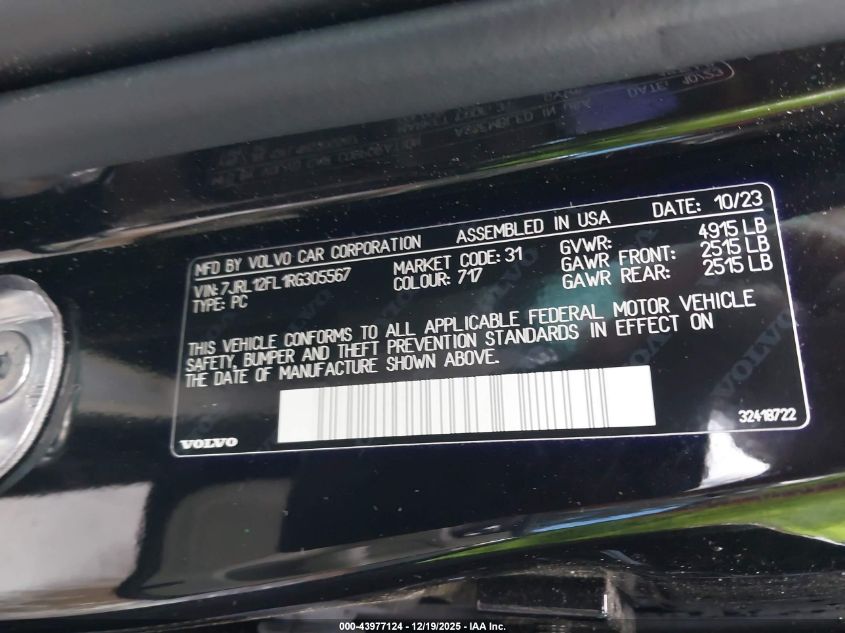 MFD BY VOLVO CAR CORPORATION ASSEMBLED IN USA DATE: 10/23
VIN: 7JRL12FL1RG305567 MARKET CODE: 31 GVWR: 4915 LB
TYPE: PC COLOUR: 717 GAWR FRONT: 2515 LB
GAWR REAR: 2515 LB
THIS VEHICLE CONFORMS TO ALL APPLICABLE FEDERAL MOTOR VEHICLE
SAFETY, BUMPER AND THEFT PREVENTION STANDARDS IN EFFECT ON
THE DATE OF MANUFACTURE SHOWN ABOVE.
VOLVO 32418722
000-43977124 - 12/19/2025 - IAA Inc.